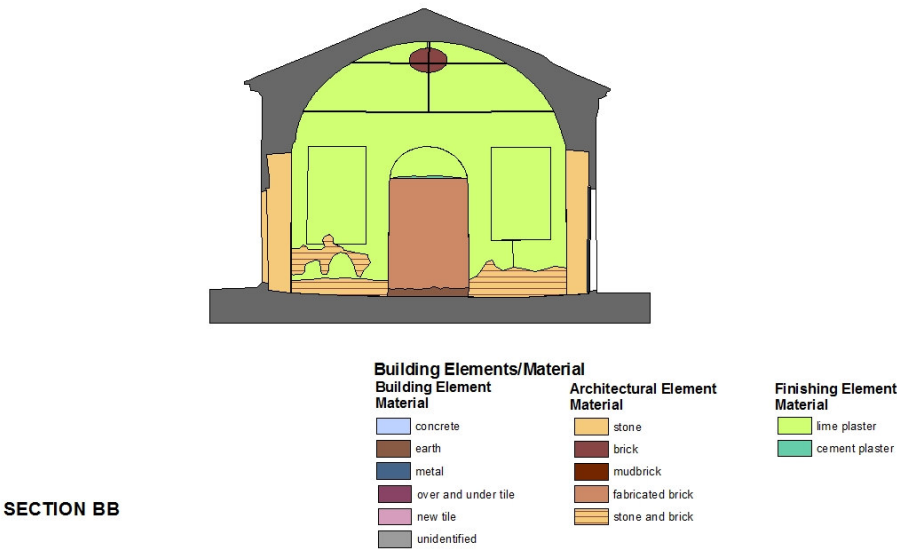 Building Elements/Material
Building Element Material
concrete
earth
metal
over and under tile
new tile
unidentified
Architectural Element Material
stone
brick
mudbrick
fabricated brick
stone and brick
Finishing Element Material
lime plaster
cement plaster
SECTION BB